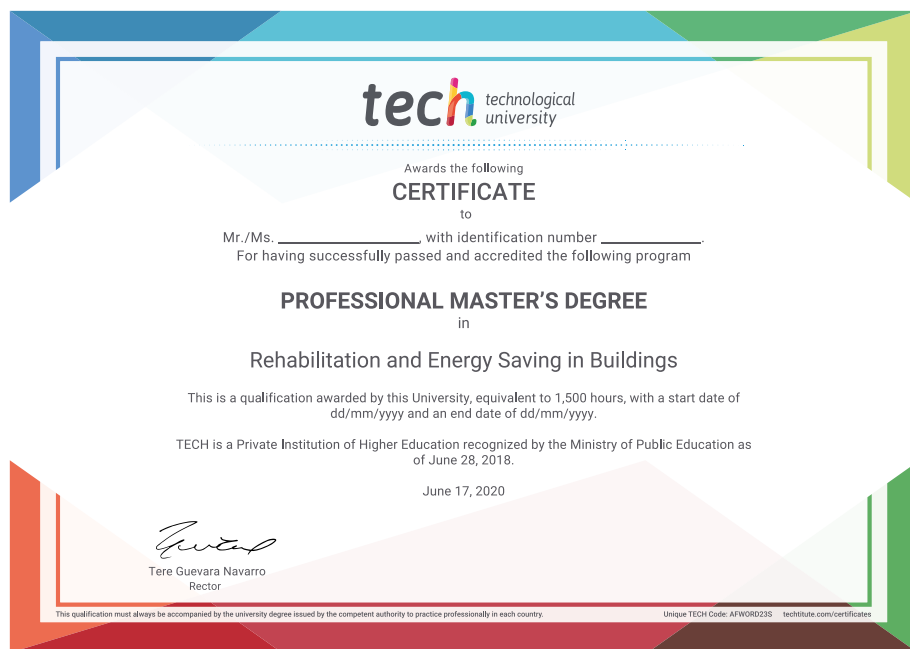 tech technological
university
Awards the following
CERTIFICATE
to
Mr./Ms. _________________, with identification number ____________.
For having successfully passed and accredited the following program
PROFESSIONAL MASTER'S DEGREE
in
Rehabilitation and Energy Saving in Buildings
This is a qualification awarded by this University, equivalent to 1,500 hours, with a start date of
dd/mm/yyyy and an end date of dd/mm/yyyy.
TECH is a Private Institution of Higher Education recognized by the Ministry of Public Education as
of June 28, 2018.
June 17, 2020
Tere Guevara Navarro
Rector
This qualification must always be accompanied by the university degree issued by the competent authority to practice professionally in each country. Unique TECH Code: AFWORD23S techtitute.com/certificates